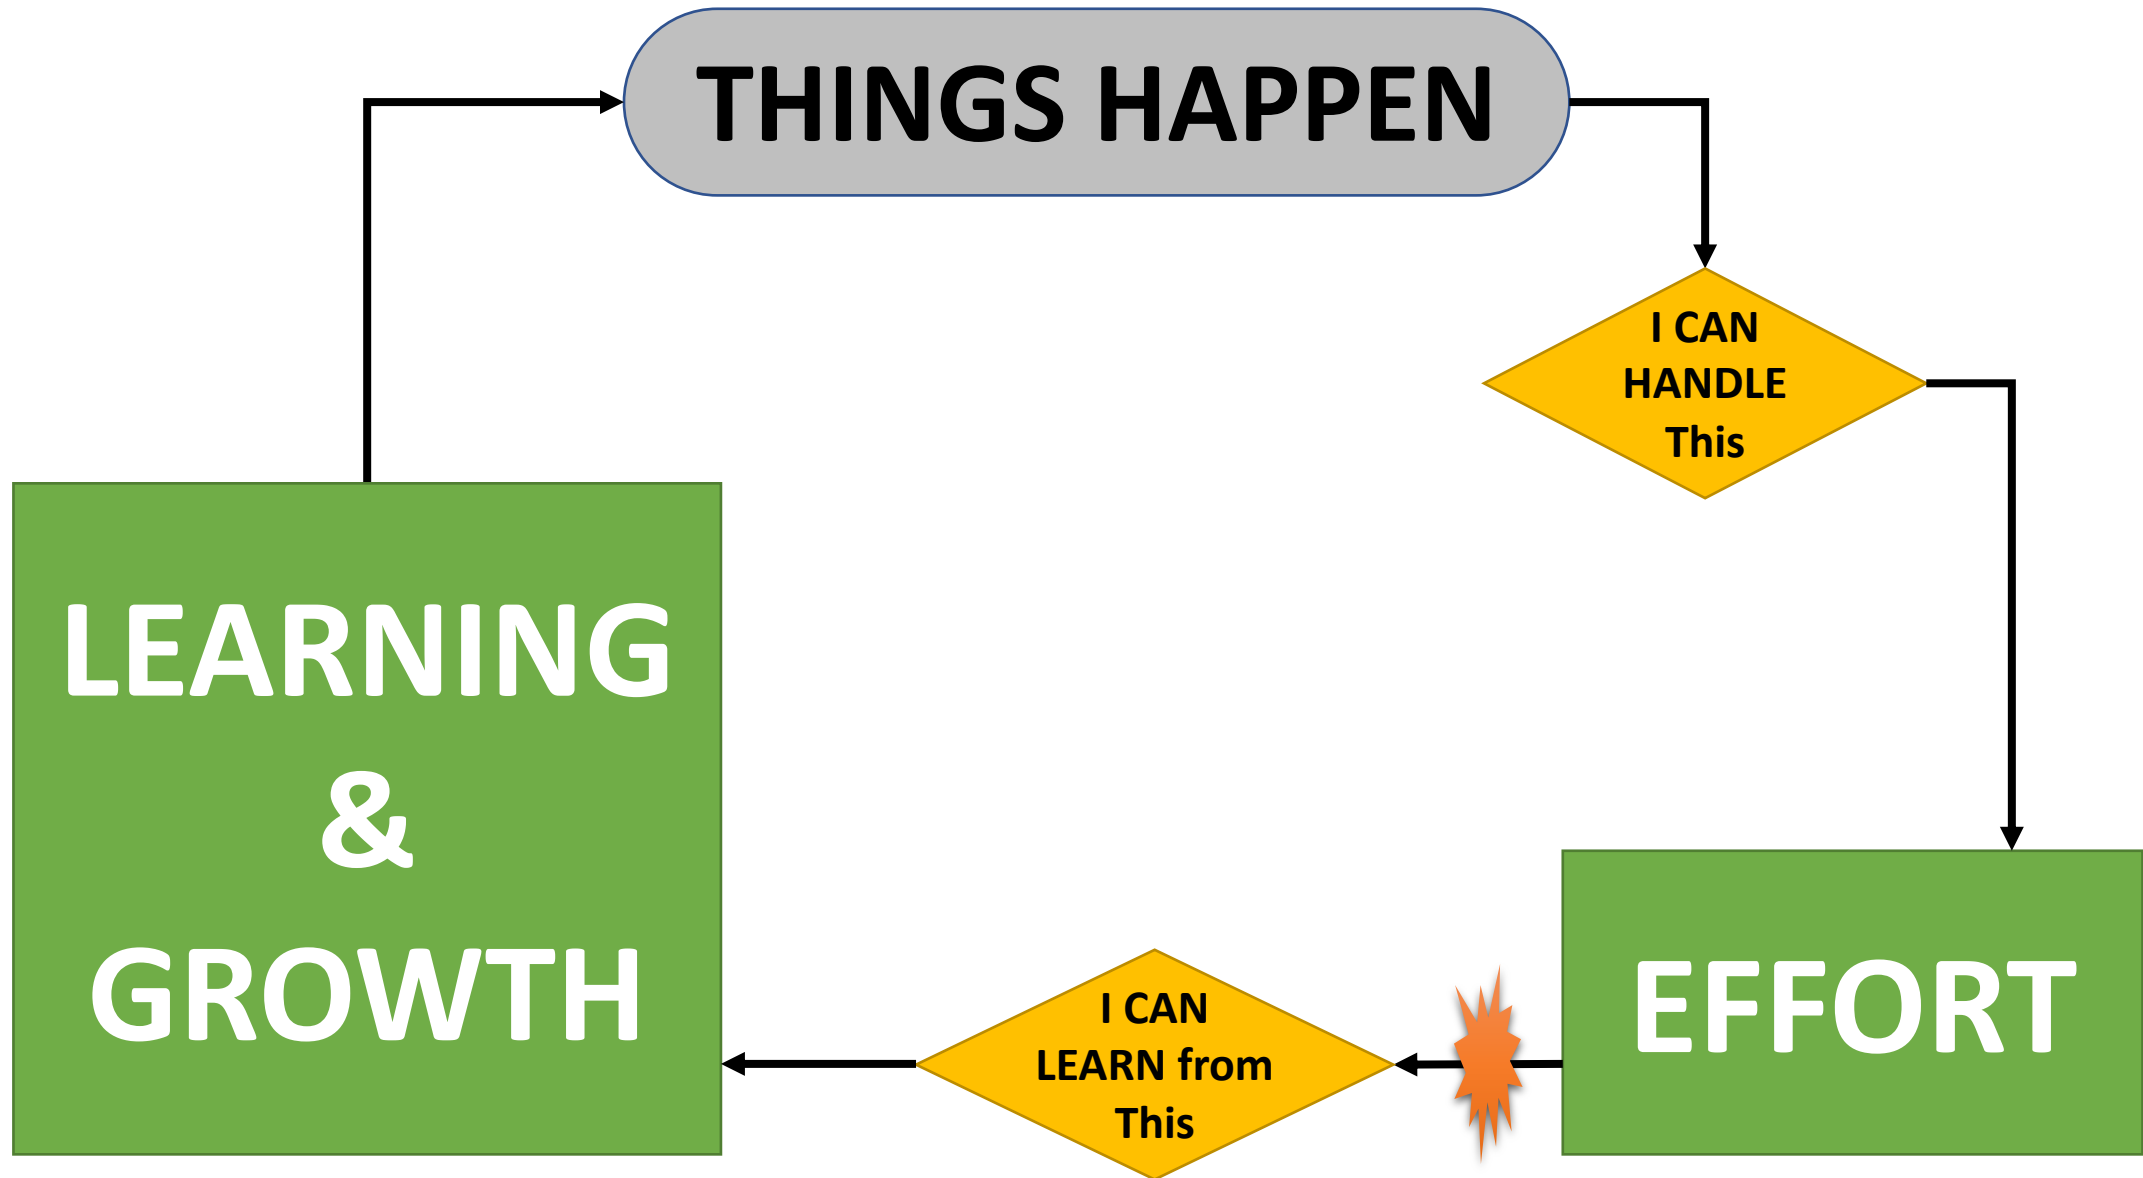 THINGS HAPPEN
I CAN
HANDLE
This
LEARNING
&
GROWTH
I CAN
LEARN from
This
EFFORT